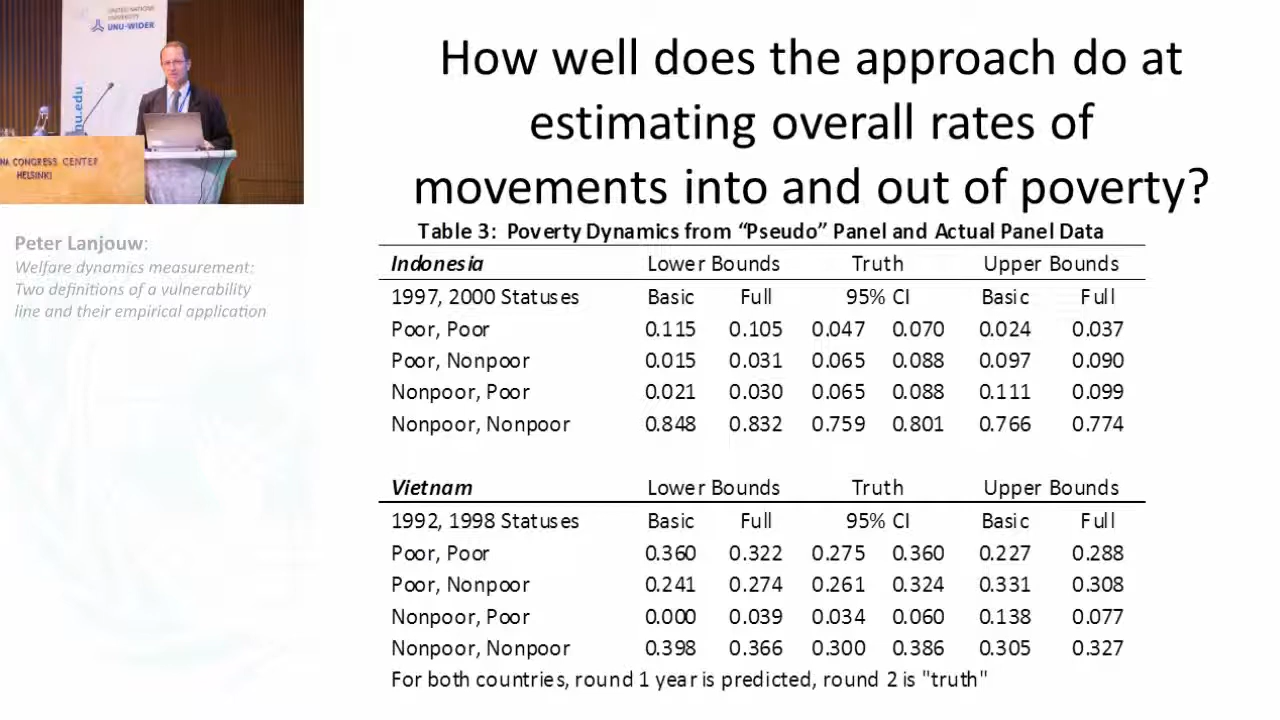 UNITED NATIONS
UNIVERSITY
UNU-WIDER
nu.edu
NA CONGRESS CENTER
HELSINKI
Peter Lanjouw:
Welfare dynamics measurement:
Two definitions of a vulnerability
line and their empirical application
How well does the approach do at
estimating overall rates of
movements into and out of poverty?
Table 3: Poverty Dynamics from “Pseudo” Panel and Actual Panel Data
Indonesia Lower Bounds Truth Upper Bounds
1997, 2000 Statuses Basic Full 95% CI Basic Full
Poor, Poor 0.115 0.105 0.047 0.070 0.024 0.037
Poor, Nonpoor 0.015 0.031 0.065 0.088 0.097 0.090
Nonpoor, Poor 0.021 0.030 0.065 0.088 0.111 0.099
Nonpoor, Nonpoor 0.848 0.832 0.759 0.801 0.766 0.774
Vietnam Lower Bounds Truth Upper Bounds
1992, 1998 Statuses Basic Full 95% CI Basic Full
Poor, Poor 0.360 0.322 0.275 0.360 0.227 0.288
Poor, Nonpoor 0.241 0.274 0.261 0.324 0.331 0.308
Nonpoor, Poor 0.000 0.039 0.034 0.060 0.138 0.077
Nonpoor, Nonpoor 0.398 0.366 0.300 0.386 0.305 0.327
For both countries, round 1 year is predicted, round 2 is "truth"